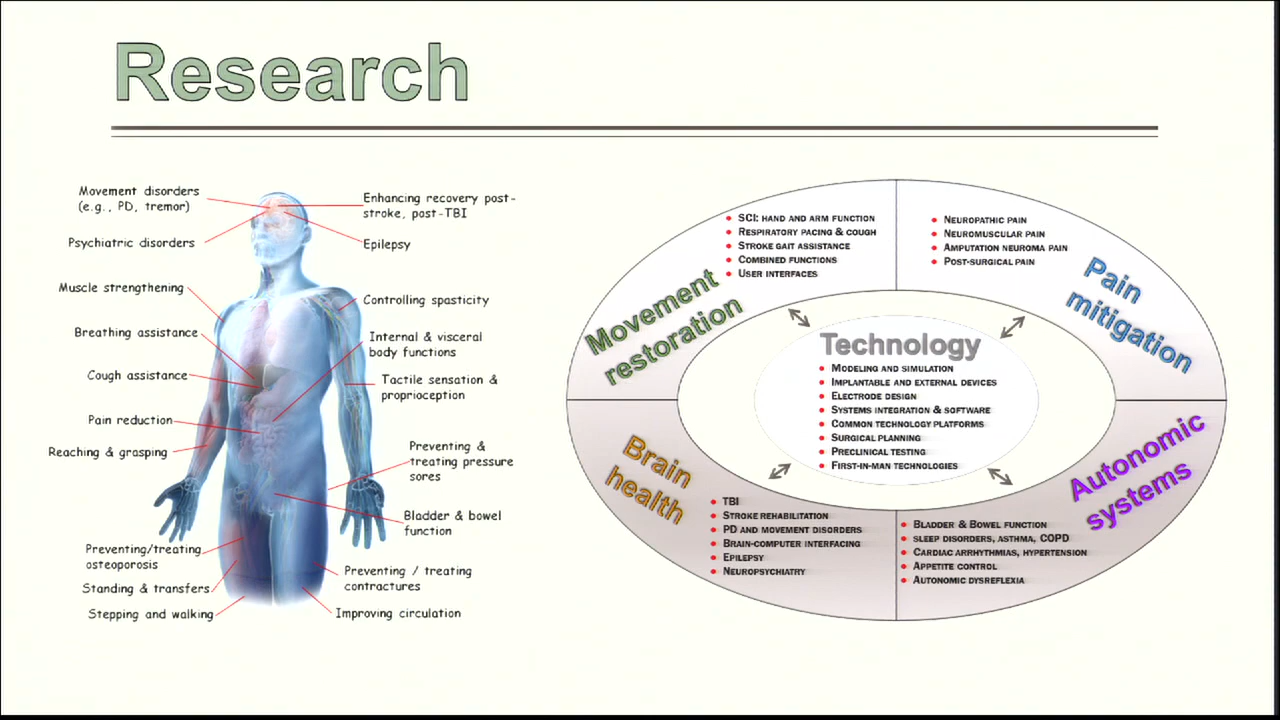 Research
Movement disorders
(e.g., PD, tremor)
Psychiatric disorders
Muscle strengthening
Breathing assistance
Cough assistance
Pain reduction
Reaching & grasping
Preventing/treating
osteoporosis
Standing & transfers
Stepping and walking
Enhancing recovery post-
stroke, post-TBI
Epilepsy
Controlling spasticity
Internal & visceral
body functions
Tactile sensation &
proprioception
Preventing &
treating pressure
sores
Bladder & bowel
function
Preventing / treating
contractures
Improving circulation
Movement
restoration
SCI: HAND AND ARM FUNCTION
RESPIRATORY PACING & COUGH
STROKE GAIT ASSISTANCE
COMBINED FUNCTIONS
USER INTERFACES
Pain
mitigation
NEUROPATHIC PAIN
NEUROMUSCULAR PAIN
AMPUTATION NEUROMA PAIN
POST-SURGICAL PAIN
Technology
MODELING AND SIMULATION
IMPLANTABLE AND EXTERNAL DEVICES
ELECTRODE DESIGN
SYSTEMS INTEGRATION & SOFTWARE
COMMON TECHNOLOGY PLATFORMS
SURGICAL PLANNING
PRECLINICAL TESTING
FIRST-IN-MAN TECHNOLOGIES
Brain
health
TBI
STROKE REHABILITATION
PD AND MOVEMENT DISORDERS
BRAIN-COMPUTER INTERFACING
EPILEPSY
NEUROPSYCHIATRY
Autonomic
systems
BLADDER & BOWEL FUNCTION
SLEEP DISORDERS, ASTHMA, COPD
CARDIAC ARRHYTHMIAS, HYPERTENSION
APPETITE CONTROL
AUTONOMIC DYSREFLEXIA